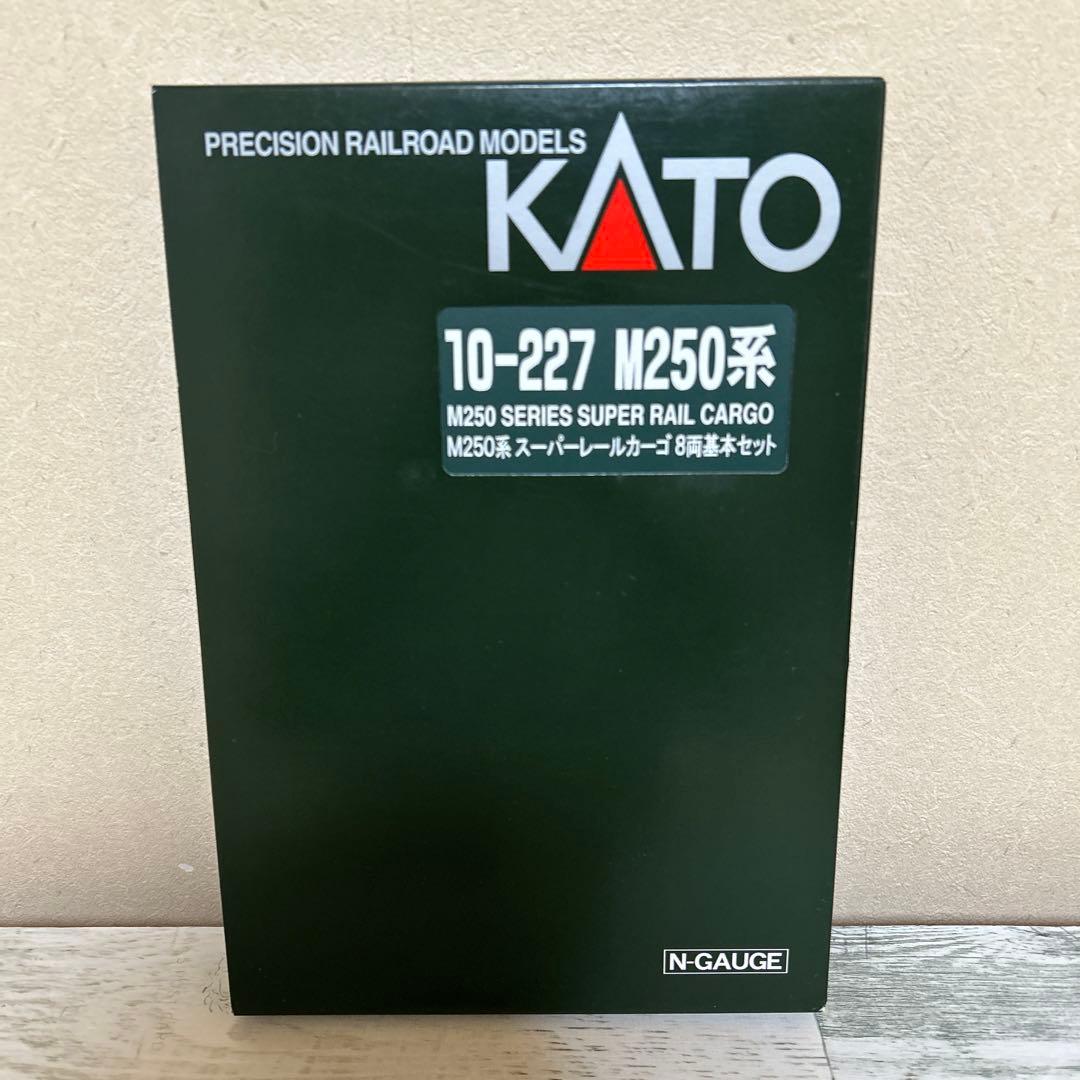 PRECISION RAILROAD MODELS
KATO
10-227 M250系
M250 SERIES SUPER RAIL CARGO
M250系 スーパーレールカーゴ 8両基本セット
N-GAUGE